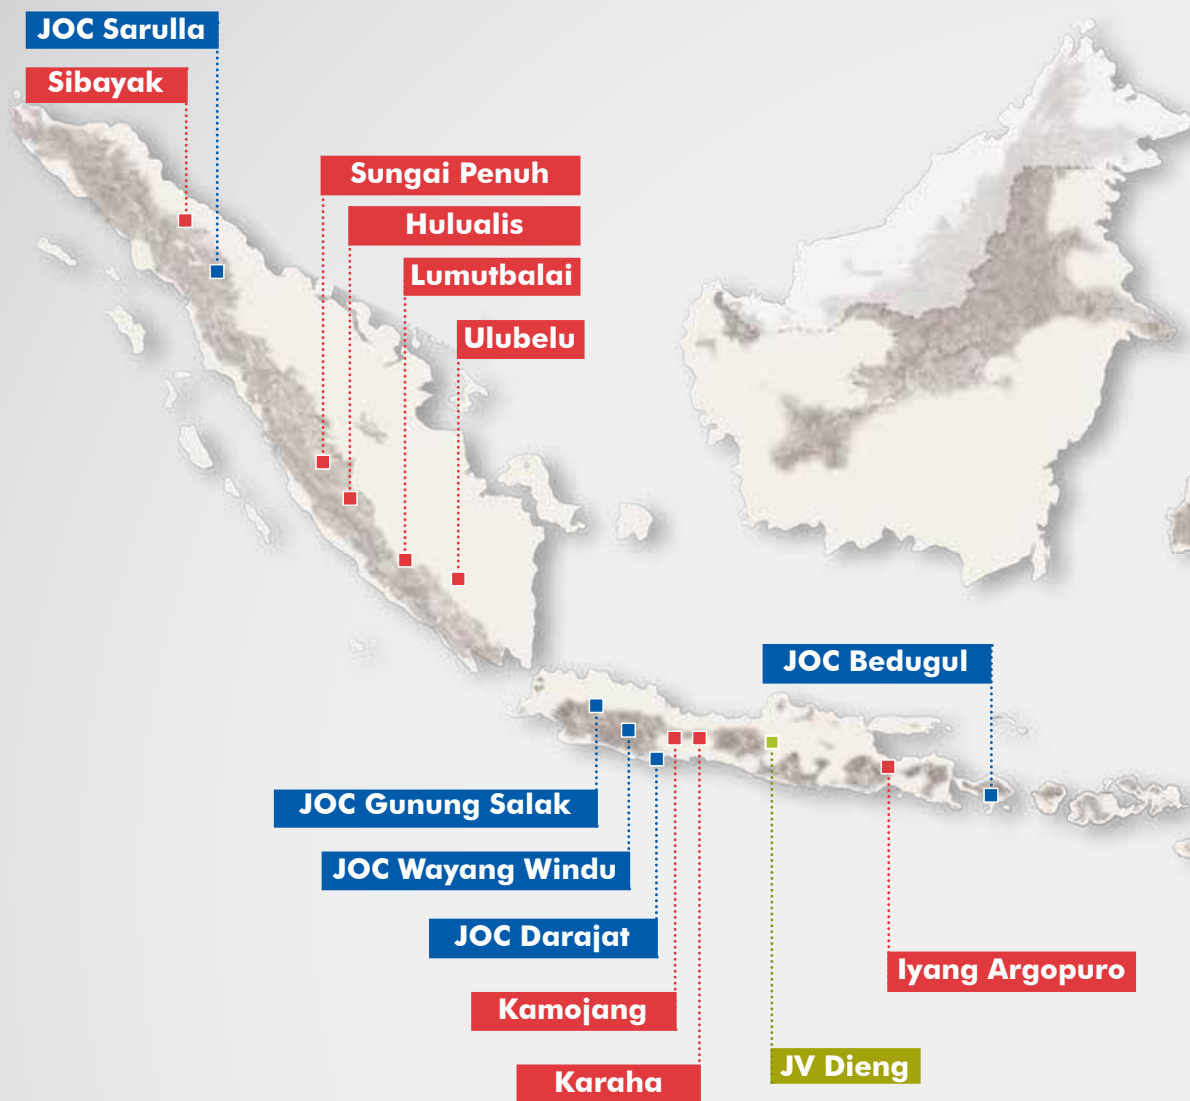 JOC Sarulla
Sibayak
Sungai Penuh
Hulualis
Lumutbalai
Ulubelu
JOC Bedugul
JOC Gunung Salak
JOC Wayang Windu
JOC Darajat
Iyang Argopuro
Kamojang
JV Dieng
Karaha